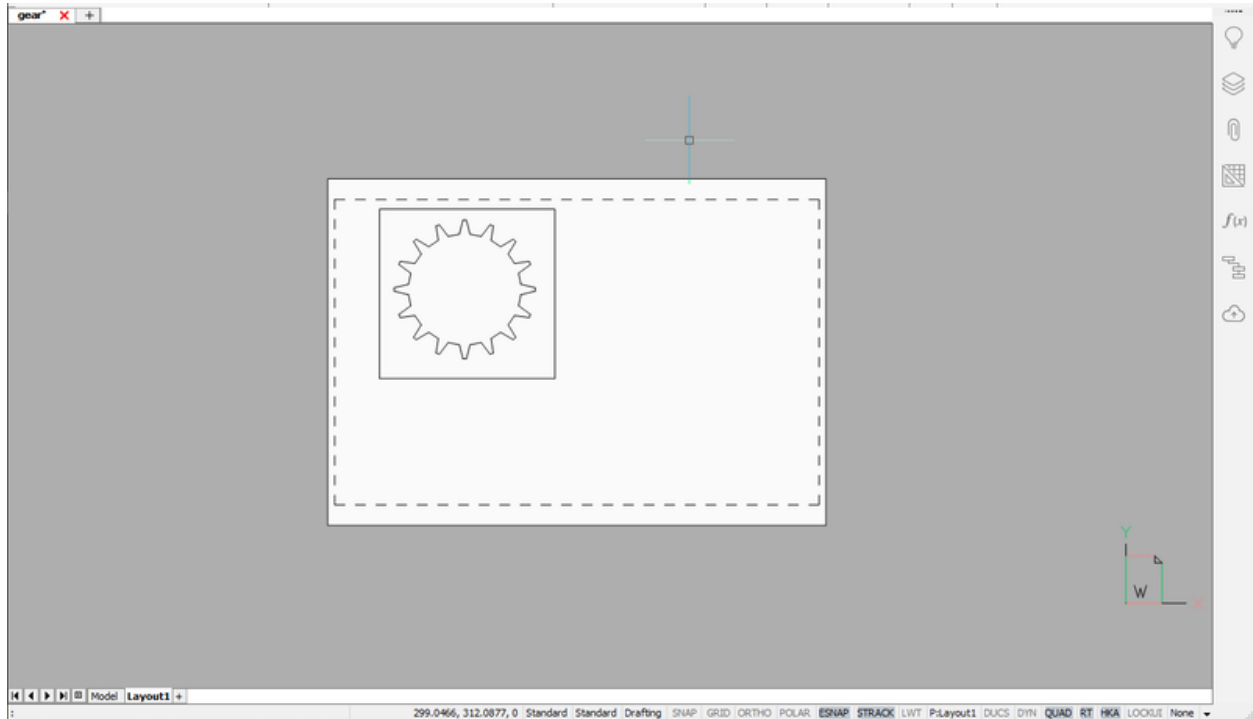 gear*
+
f(x)
Y
W
X
Model Layout1 +
:
299.0466, 312.0877, 0 Standard Standard Drafting SNAP GRID ORTHO POLAR ESNAP STRACK LWT P:Layout1 DUCS DYN QUAD RT HKA LOCKUI None